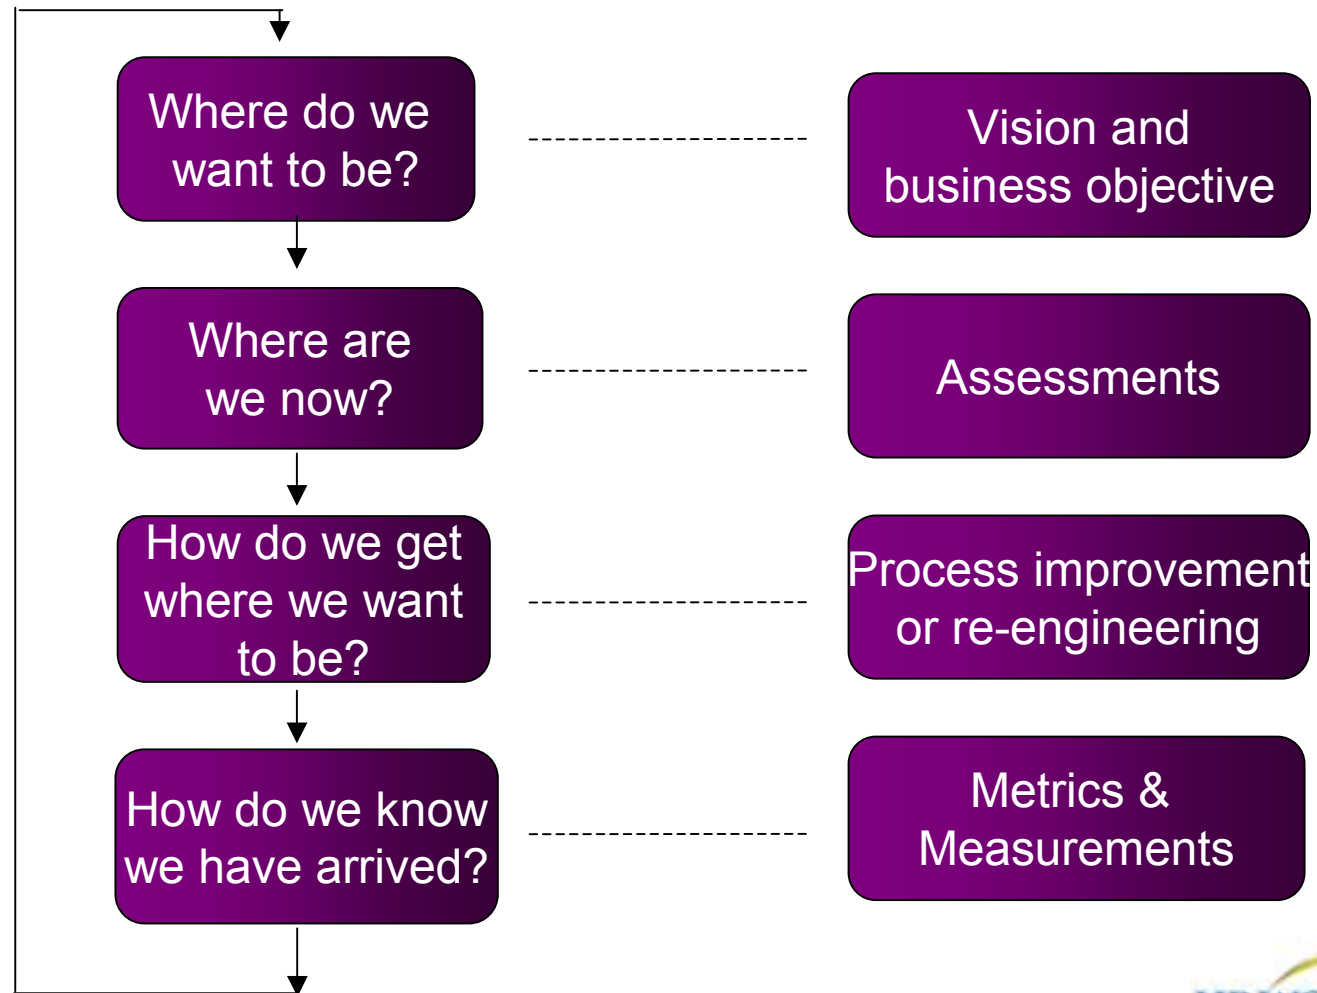 Where do we
want to be?
Vision and
business objective
Where are
we now?
Assessments
How do we get
where we want
to be?
Process improvement
or re-engineering
How do we know
we have arrived?
Metrics &
Measurements